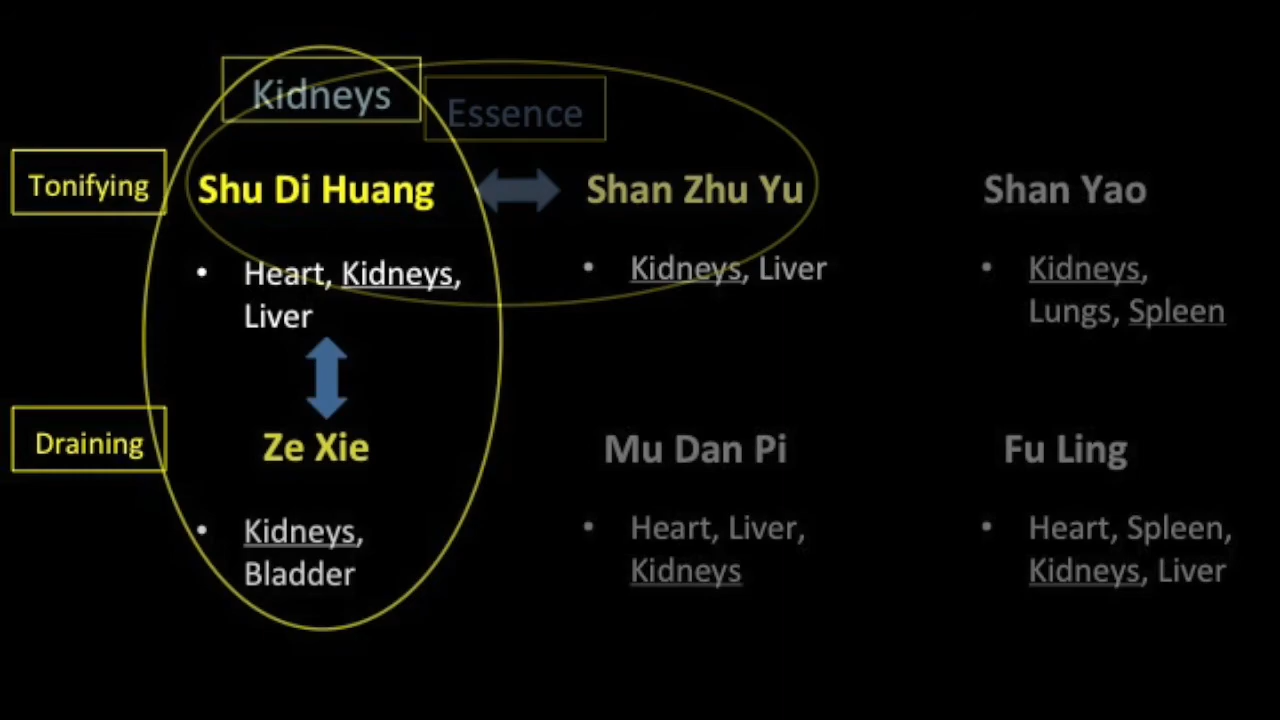 Kidneys
Essence
Tonifying
Shu Di Huang
Shan Zhu Yu
Shan Yao
• Heart, Kidneys,
Liver
• Kidneys, Liver
• Kidneys,
Lungs, Spleen
Draining
Ze Xie
Mu Dan Pi
Fu Ling
• Kidneys,
Bladder
• Heart, Liver,
Kidneys
• Heart, Spleen,
Kidneys, Liver